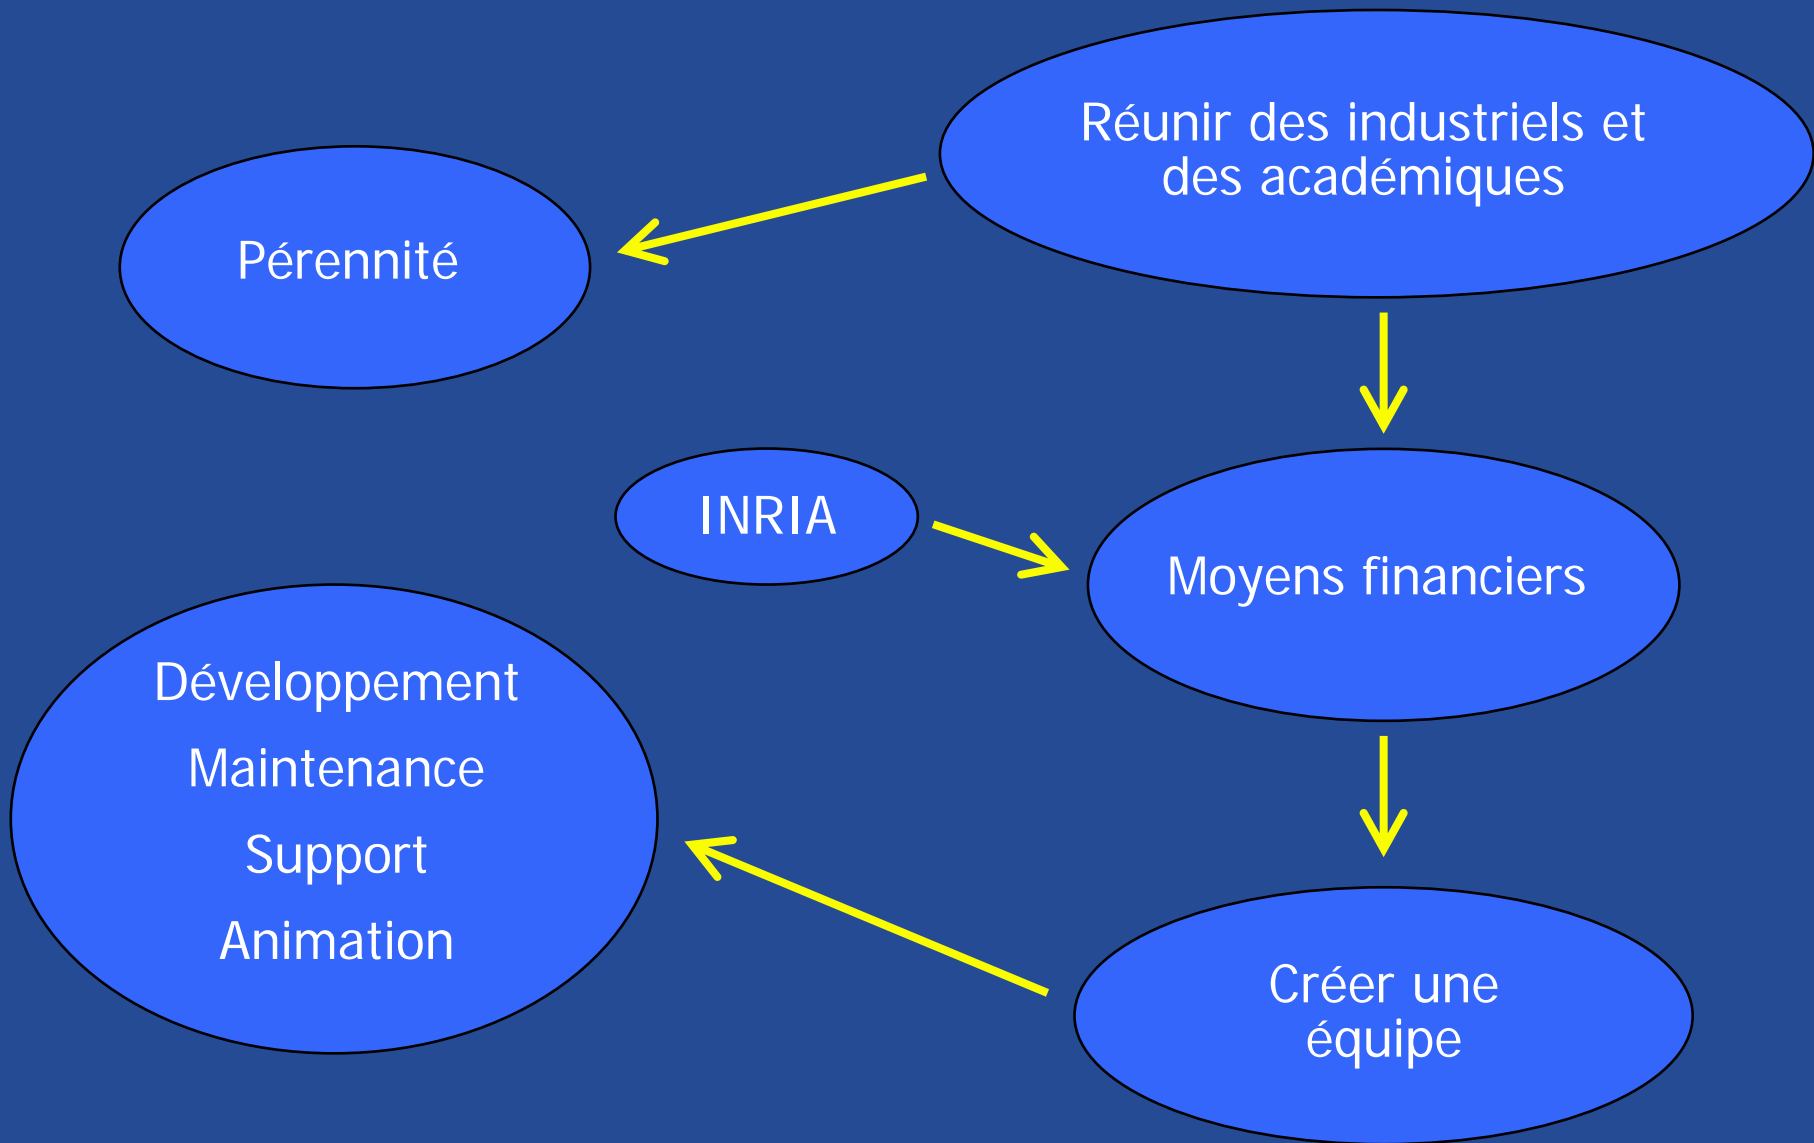 Réunir des industriels et
des académiques
Pérennité
INRIA
Moyens financiers
Développement
Maintenance
Support
Animation
Créer une
équipe